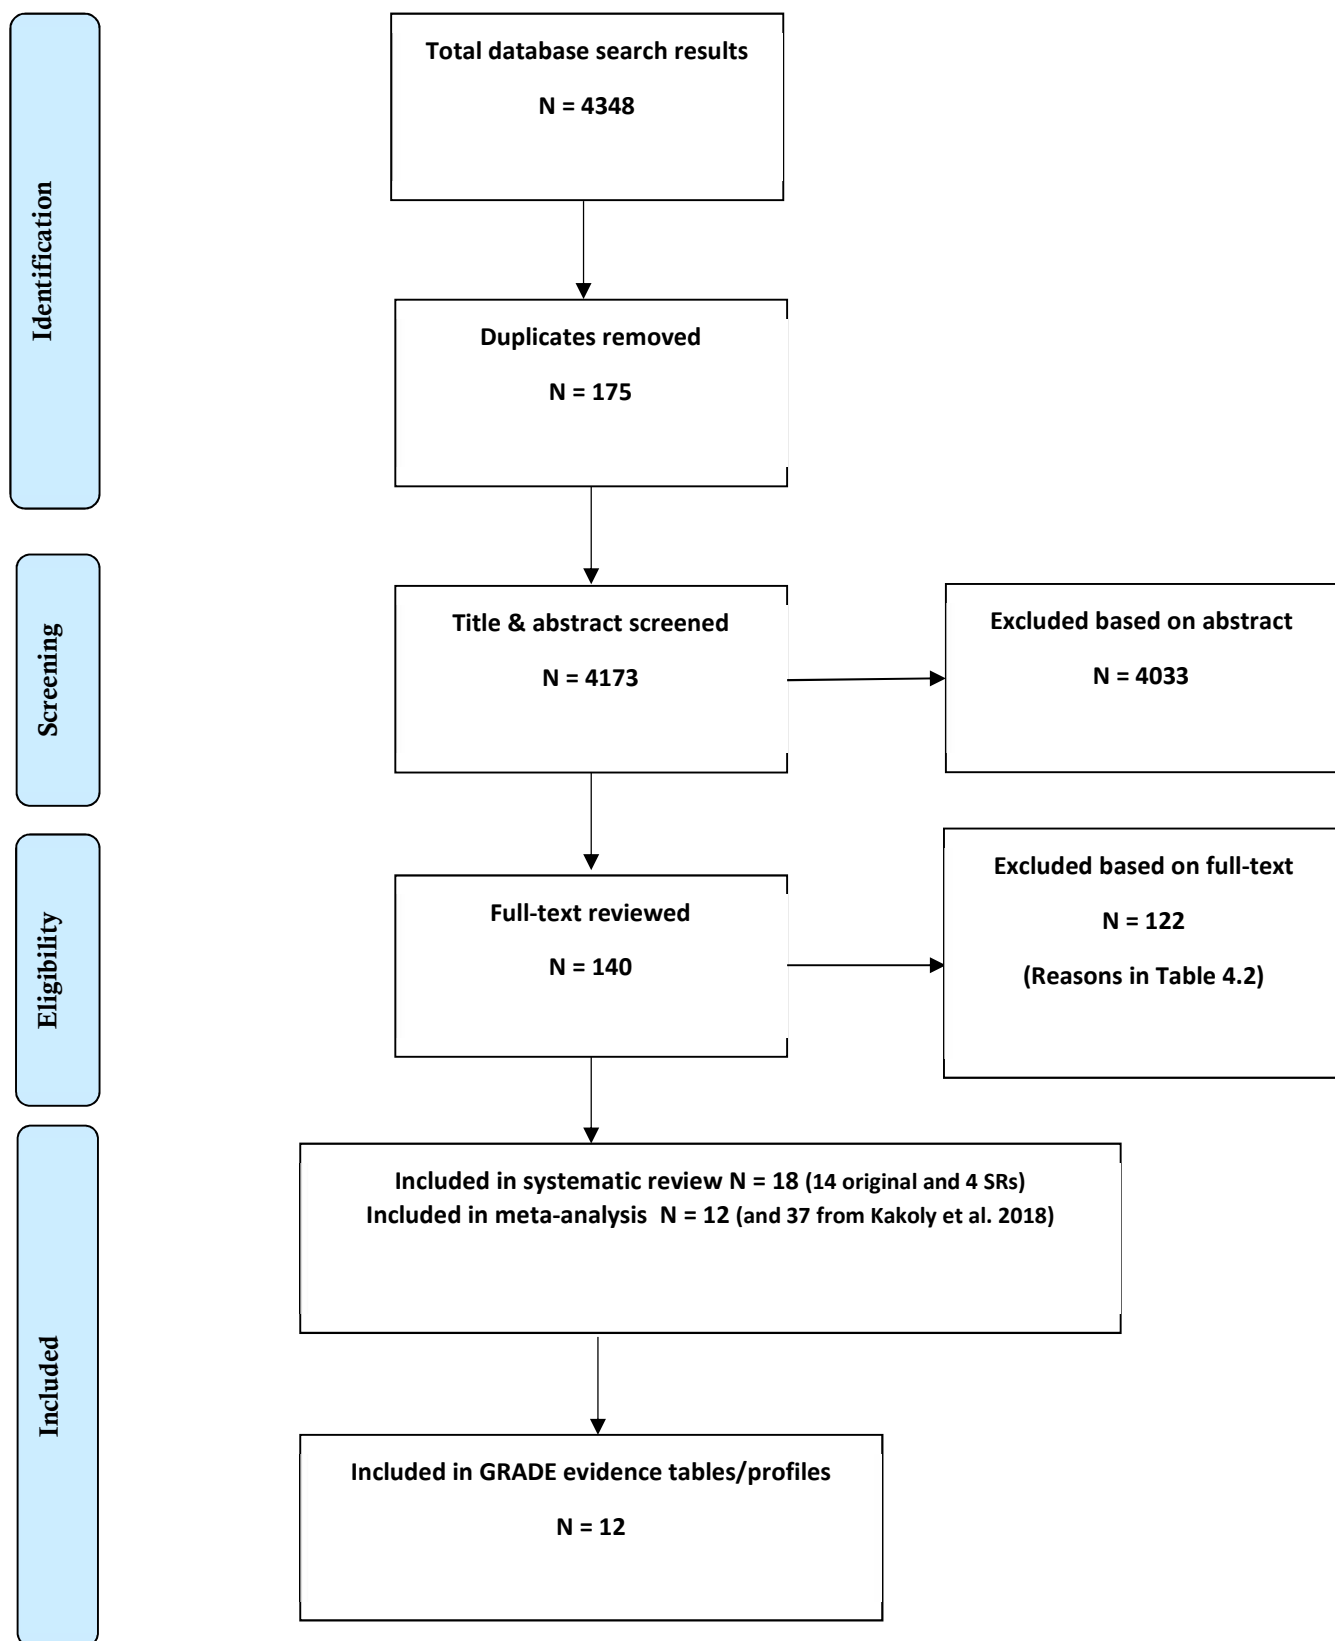 Identification
Total database search results
N = 4348
Duplicates removed
N = 175
Screening
Title & abstract screened
N = 4173
Excluded based on abstract
N = 4033
Eligibility
Full-text reviewed
N = 140
Excluded based on full-text
N = 122
(Reasons in Table 4.2)
Included
Included in systematic review N = 18 (14 original and 4 SRs)
Included in meta-analysis N = 12 (and 37 from Kakoly et al. 2018)
Included in GRADE evidence tables/profiles
N = 12